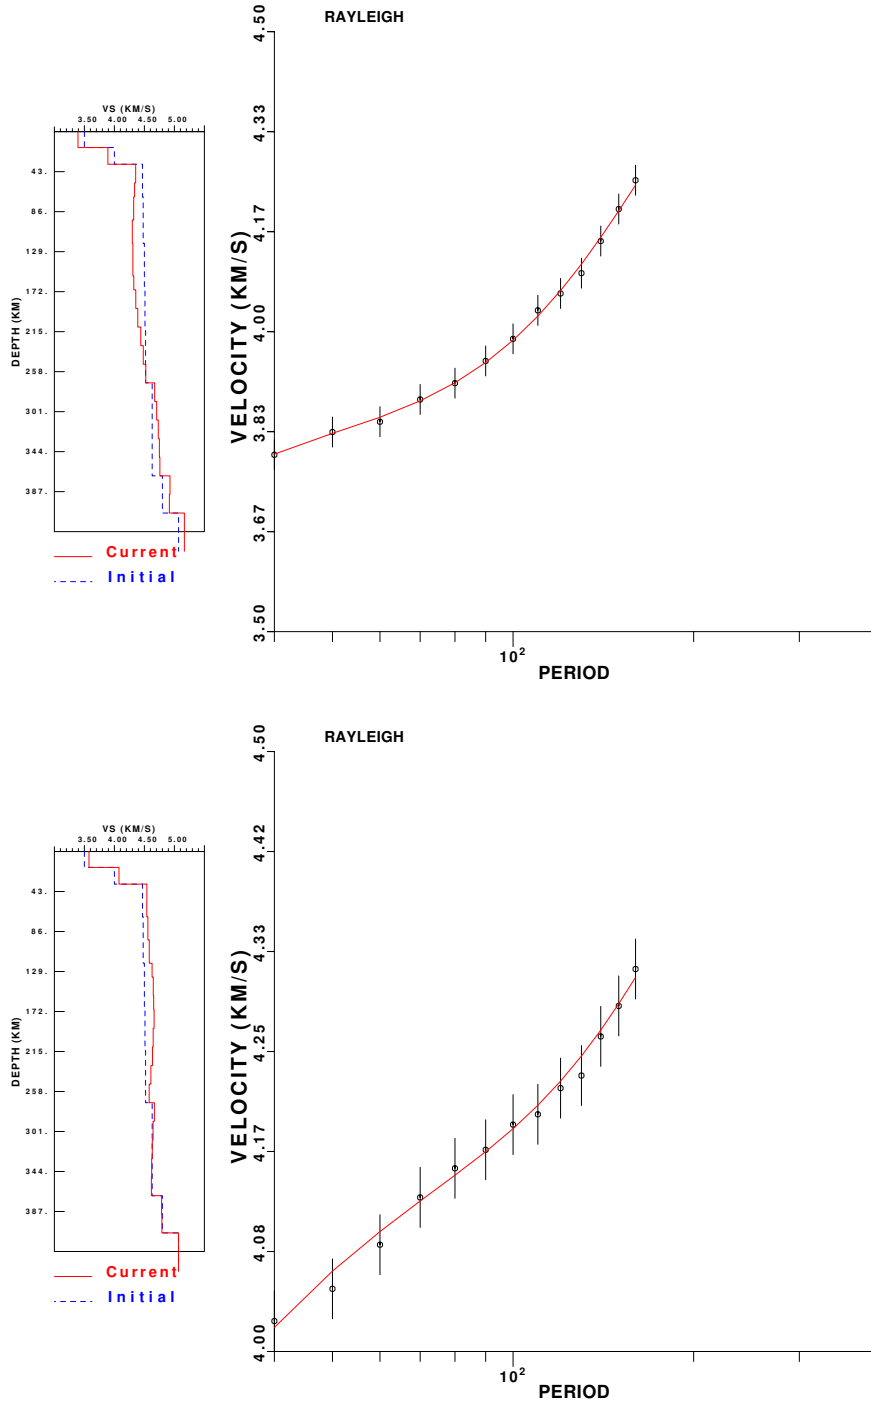 RAYLEIGH
4.50
4.33
4.17
4.00
3.83
3.67
3.50
VELOCITY (KM/S)
10²
PERIOD
VS (KM/S)
3.50 4.00 4.50 5.00
43.
86.
129.
172.
215.
258.
301.
344.
387.
DEPTH (KM)
Current
Initial
RAYLEIGH
4.50
4.42
4.33
4.25
4.17
4.08
4.00
VELOCITY (KM/S)
10²
PERIOD
VS (KM/S)
3.50 4.00 4.50 5.00
43.
86.
129.
172.
215.
258.
301.
344.
387.
DEPTH (KM)
Current
Initial